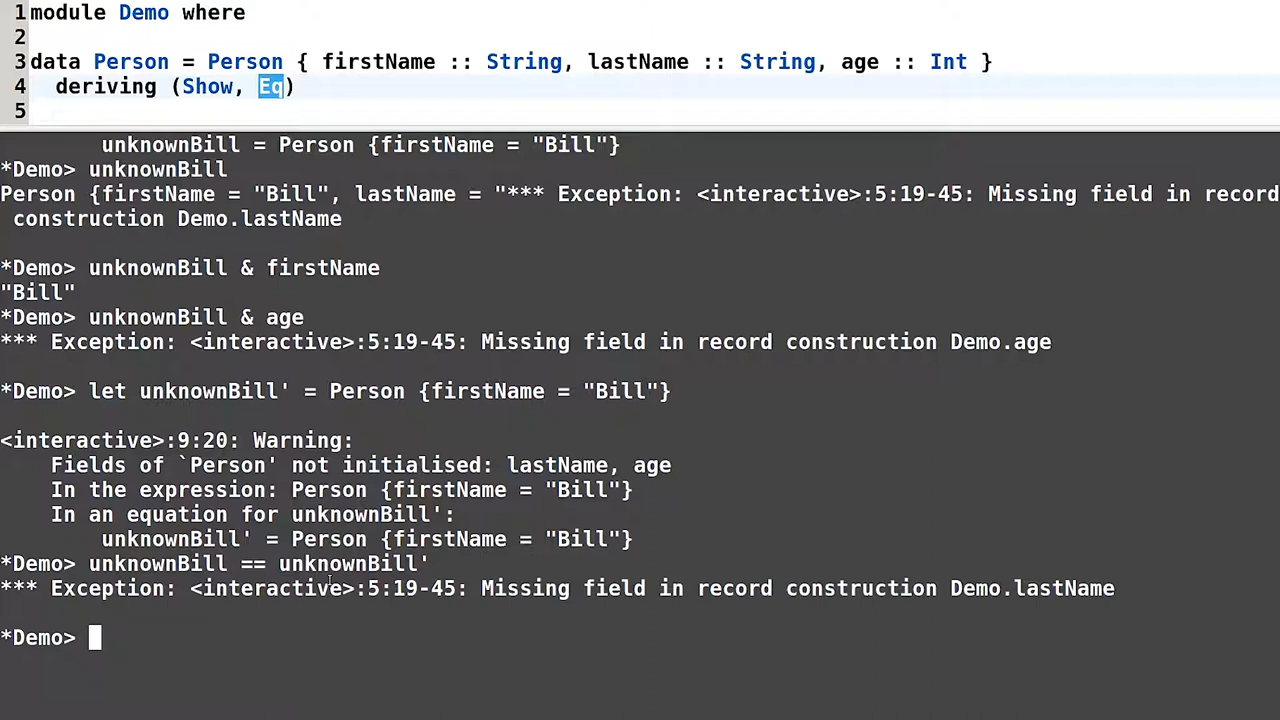 1 module Demo where
2
3 data Person = Person { firstName :: String, lastName :: String, age :: Int }
4   deriving (Show, Eq)
5
        unknownBill = Person {firstName = "Bill"}
*Demo> unknownBill
Person {firstName = "Bill", lastName = "*** Exception: <interactive>:5:19-45: Missing field in record
 construction Demo.lastName
*Demo> unknownBill & firstName
"Bill"
*Demo> unknownBill & age
*** Exception: <interactive>:5:19-45: Missing field in record construction Demo.age
*Demo> let unknownBill' = Person {firstName = "Bill"}
<interactive>:9:20: Warning:
    Fields of `Person' not initialised: lastName, age
    In the expression: Person {firstName = "Bill"}
    In an equation for unknownBill':
        unknownBill' = Person {firstName = "Bill"}
*Demo> unknownBill == unknownBill'
*** Exception: <interactive>:5:19-45: Missing field in record construction Demo.lastName
*Demo>